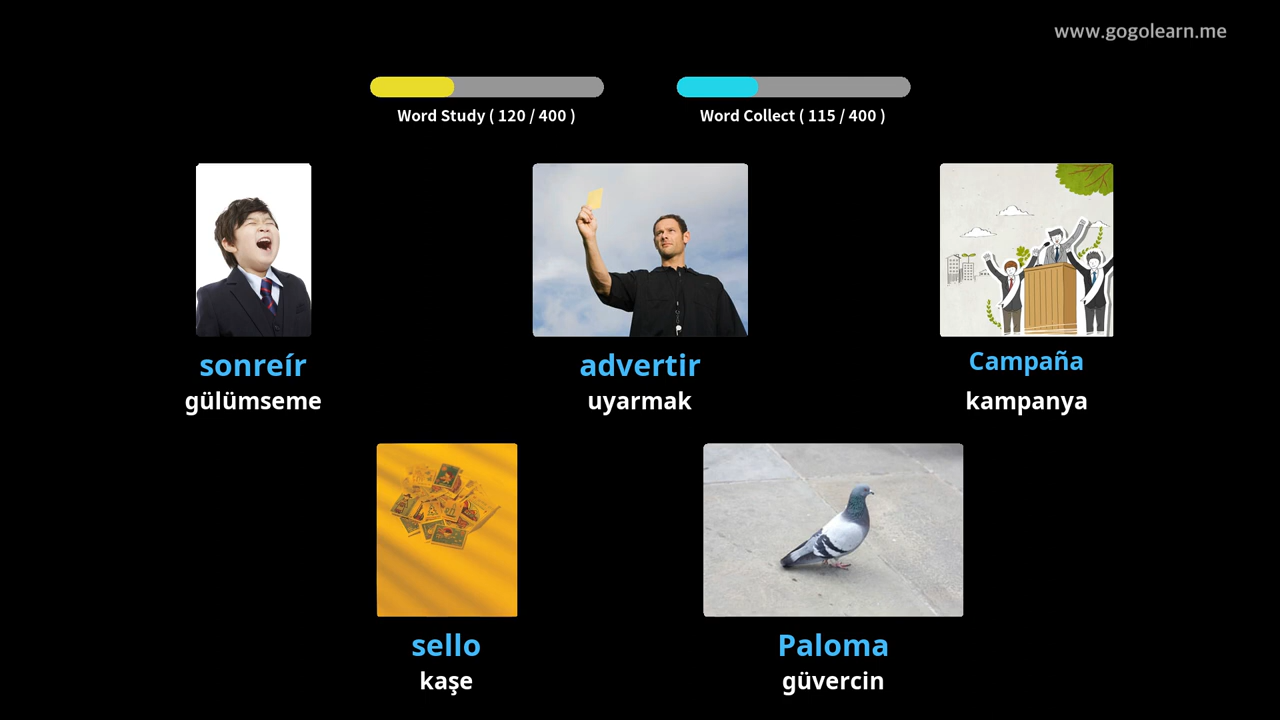 www.gogolearn.me
Word Study ( 120 / 400 )
Word Collect ( 115 / 400 )
sonreír
gülümseme
advertir
uyarmak
Campaña
kampanya
sello
kaşe
Paloma
güvercin